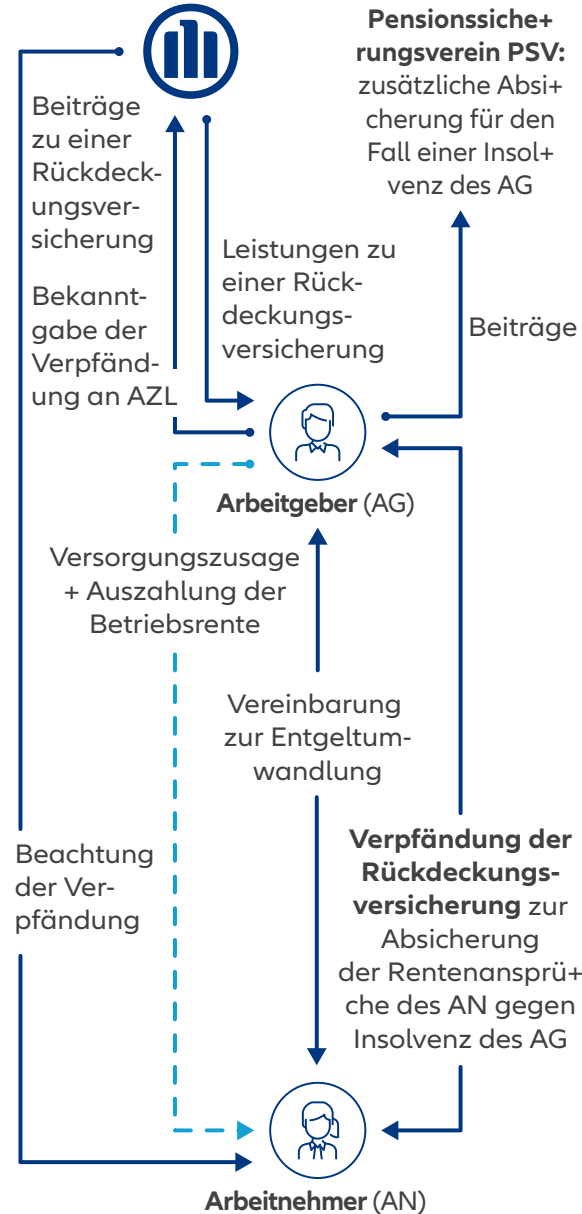 Pensionssiche+
rungsverein PSV:
zusätzliche Absi+
cherung für den
Fall einer Insol+
venz des AG
Beiträge
zu einer
Rückdeck-
ungsver-
sicherung
Bekannt-
gabe der
Verpfänd-
ung an AZL
Leistungen zu
einer Rück-
deckungs-
versicherung
Beiträge
Arbeitgeber (AG)
Versorgungszusage
+ Auszahlung der
Betriebsrente
Vereinbarung
zur Entgeltum-
wandlung
Beachtung
der Ver-
pfändung
Verpfändung der
Rückdeckungs-
versicherung zur
Absicherung
der Rentenansprü+
che des AN gegen
Insolvenz des AG
Arbeitnehmer (AN)